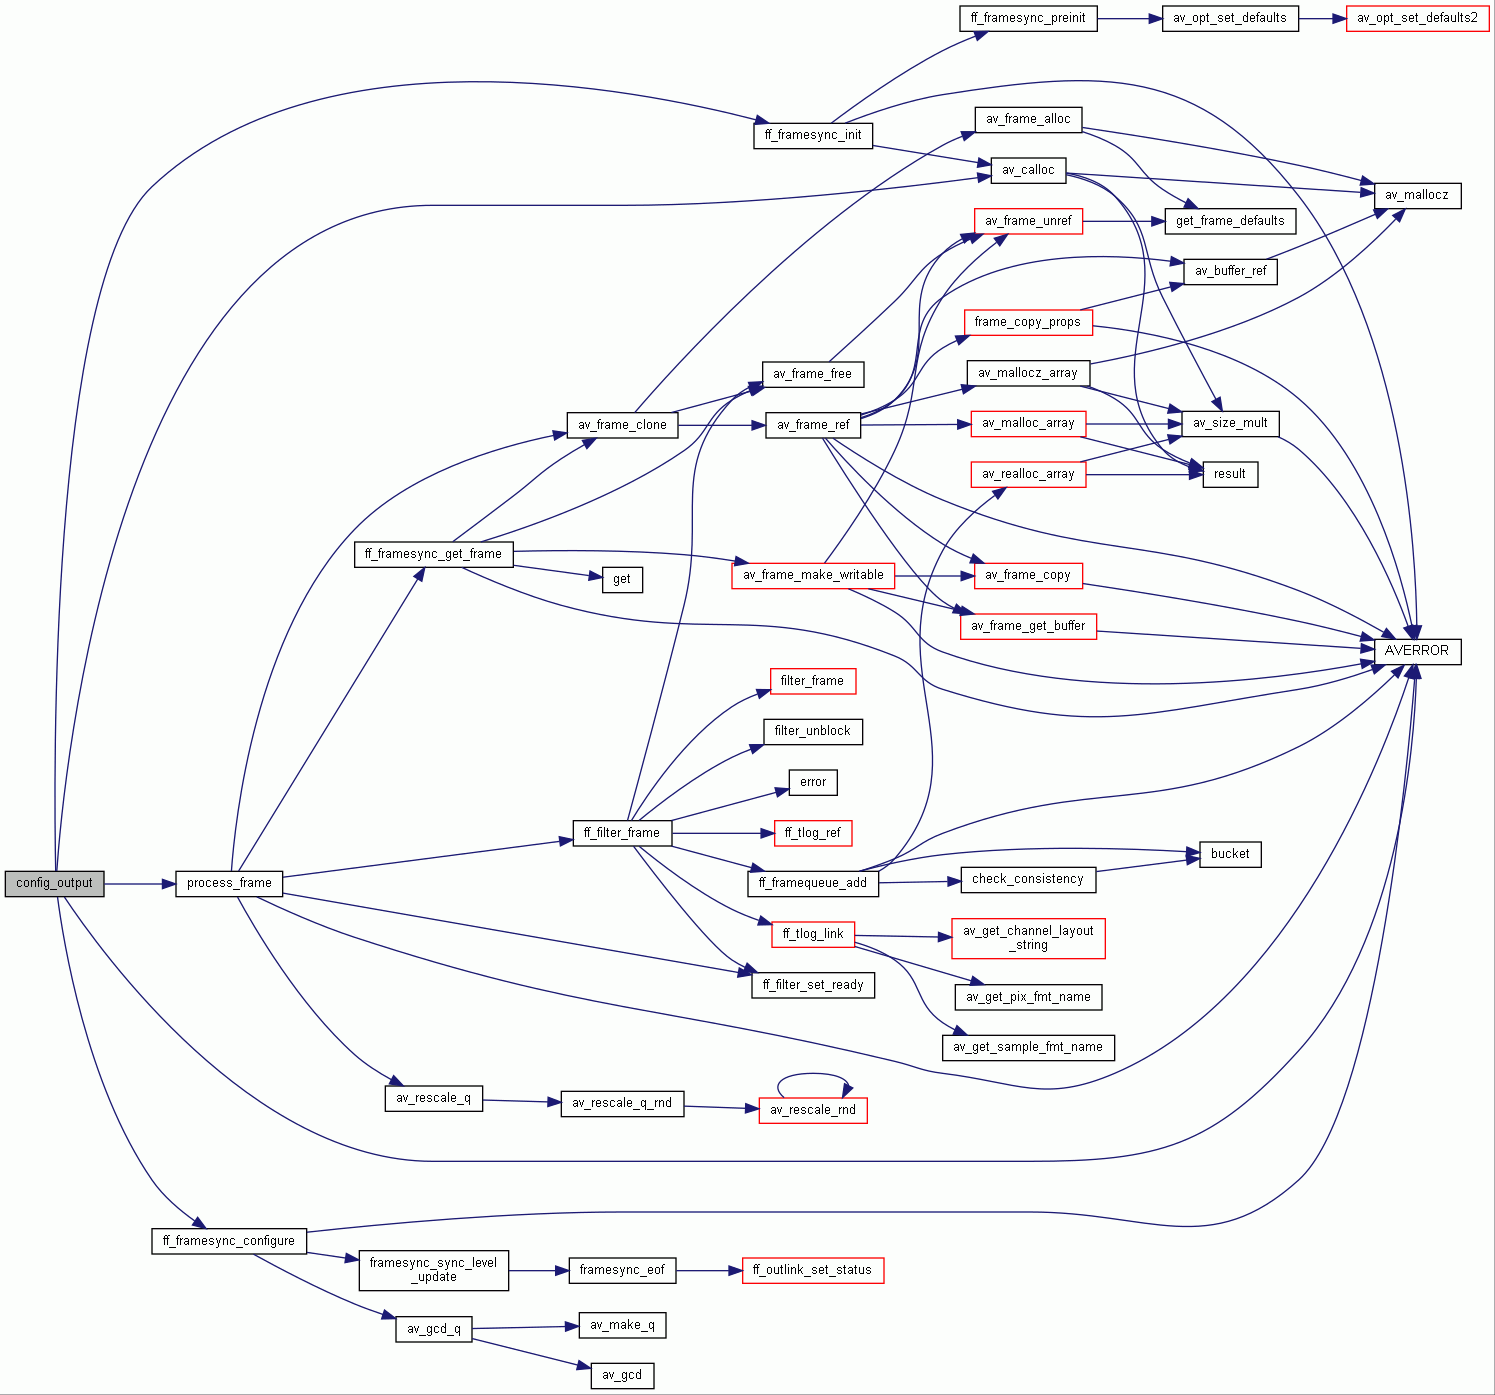 ff_framesync_preinit
av_opt_set_defaults
av_opt_set_defaults2
ff_framesync_init
av_frame_alloc
av_calloc
av_mallocz
av_frame_unref
get_frame_defaults
av_buffer_ref
frame_copy_props
av_frame_free
av_mallocz_array
av_frame_clone
av_frame_ref
av_malloc_array
av_size_mult
av_realloc_array
result
ff_framesync_get_frame
get
av_frame_make_writable
av_frame_copy
av_frame_get_buffer
AVERROR
filter_frame
filter_unblock
error
ff_filter_frame
ff_tlog_ref
bucket
config_output
process_frame
ff_framequeue_add
check_consistency
ff_tlog_link
av_get_channel_layout
_string
ff_filter_set_ready
av_get_pix_fmt_name
av_get_sample_fmt_name
av_rescale_q
av_rescale_q_rnd
av_rescale_rnd
ff_framesync_configure
framesync_sync_level
_update
framesync_eof
ff_outlink_set_status
av_gcd_q
av_make_q
av_gcd